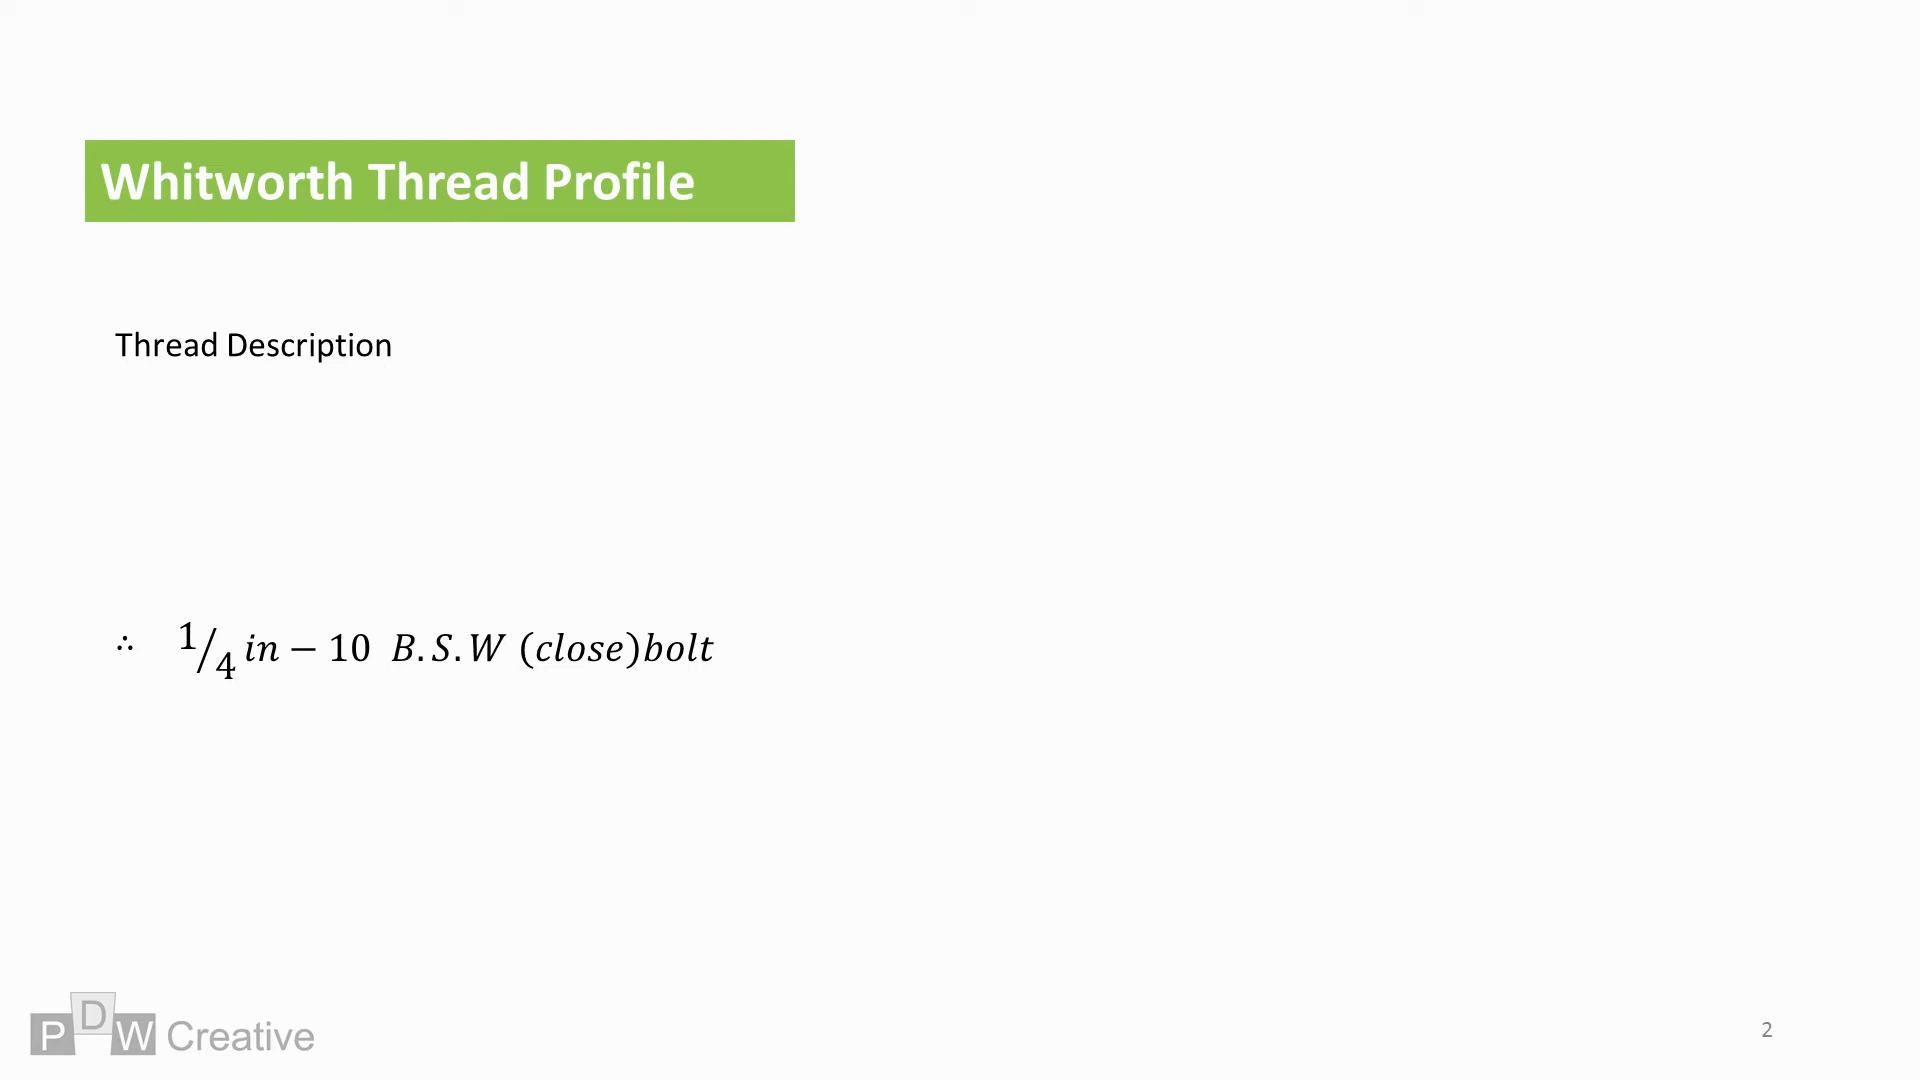 Whitworth Thread Profile
Thread Description
∴ 1/4 in − 10 B.S.W (close)bolt
PDW Creative
2